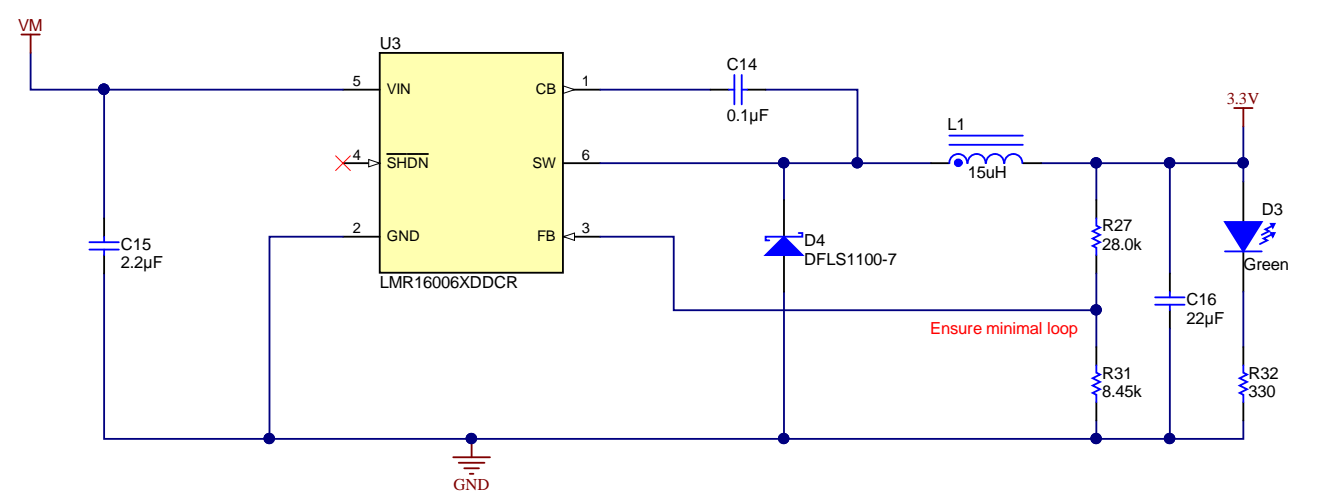 VM
U3
5
VIN
CB
1
C14
0.1µF
4
SHDN
SW
6
L1
15uH
3.3V
2
GND
FB
3
C15
2.2µF
LMR16006XDDCR
D4
DFLS1100-7
R27
28.0k
D3
Green
C16
22µF
Ensure minimal loop
R31
8.45k
R32
330
GND